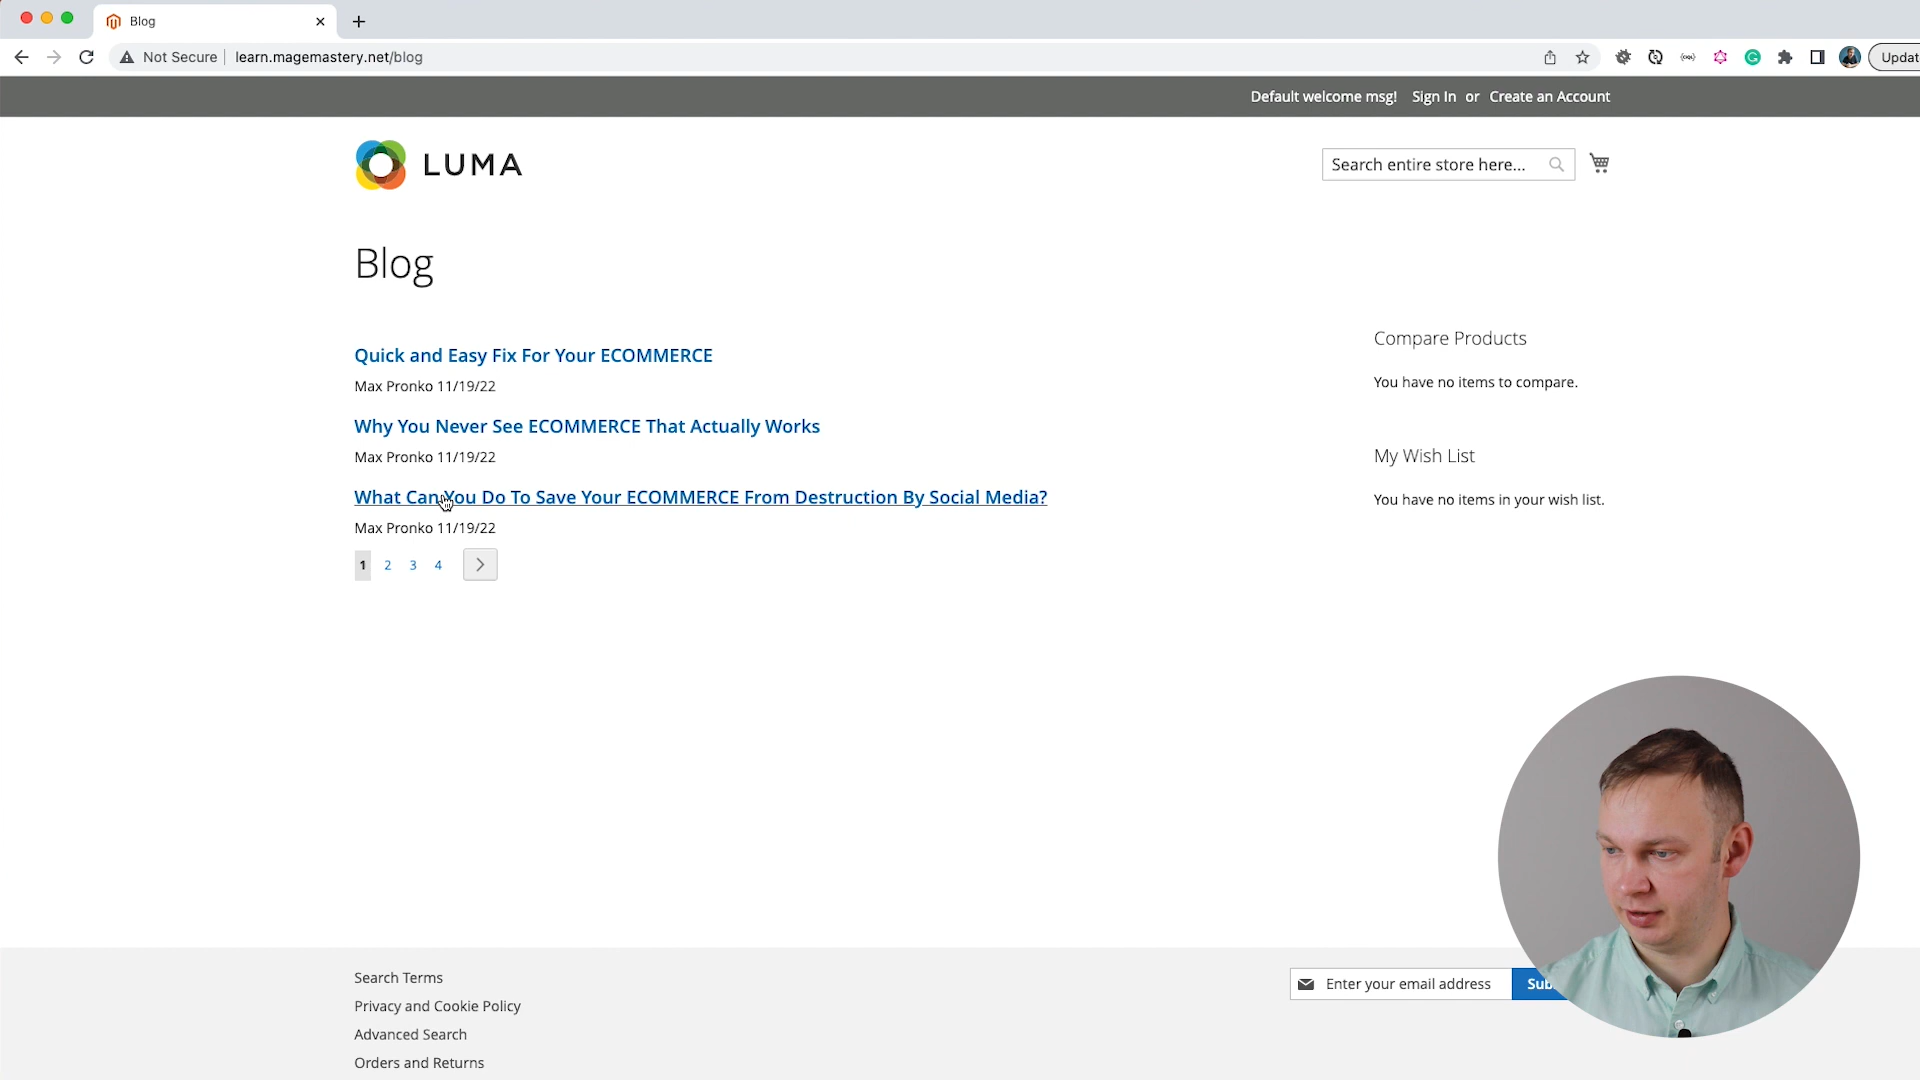 Blog
Not Secure
learn.magemastery.net/blog
Updat
Default welcome msg!
Sign In or Create an Account
LUMA
Search entire store here...
Blog
Quick and Easy Fix For Your ECOMMERCE
Max Pronko 11/19/22
Why You Never See ECOMMERCE That Actually Works
Max Pronko 11/19/22
What Can You Do To Save Your ECOMMERCE From Destruction By Social Media?
Max Pronko 11/19/22
1 2 3 4
Compare Products
You have no items to compare.
My Wish List
You have no items in your wish list.
Search Terms
Privacy and Cookie Policy
Advanced Search
Orders and Returns
Enter your email address
Sub